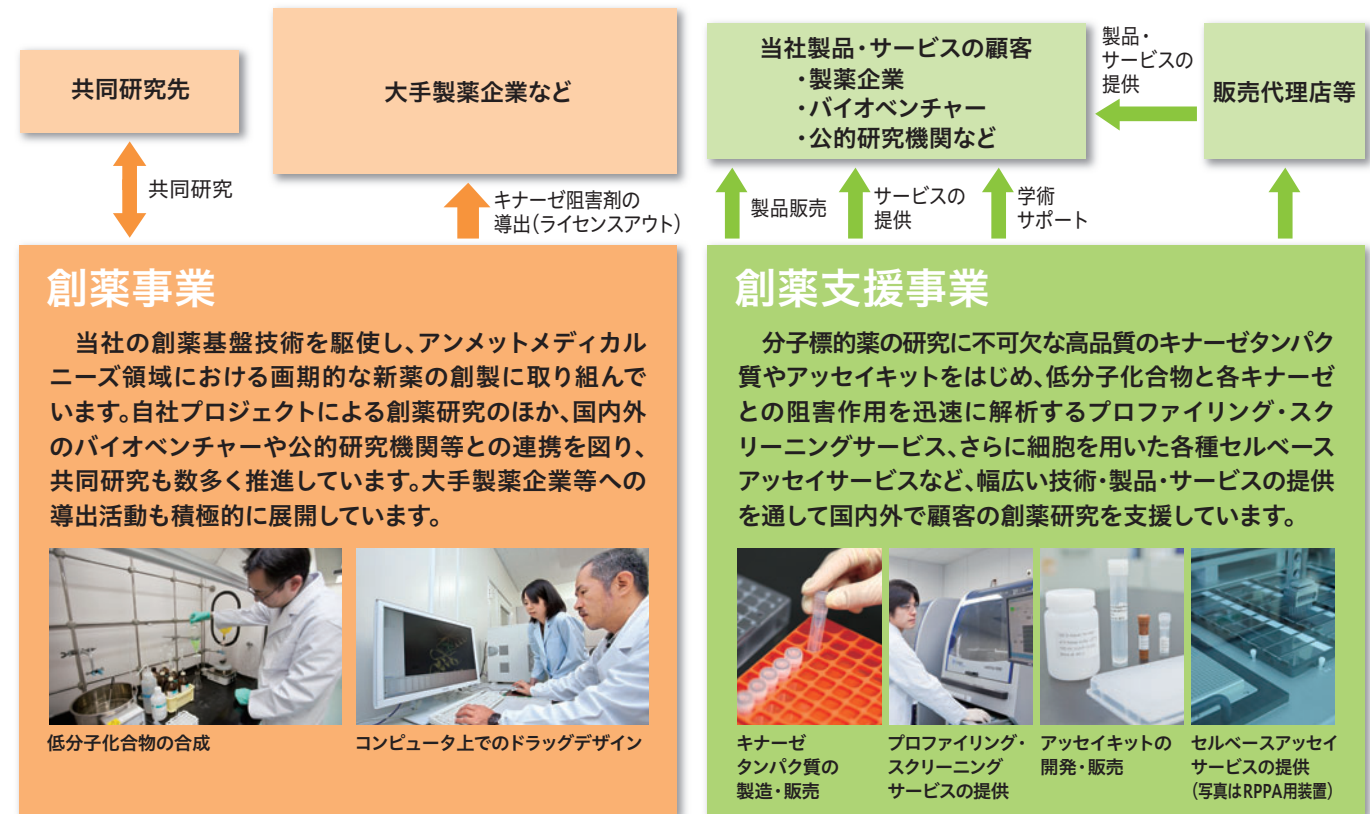 共同研究先
大手製薬企業など
当社製品・サービスの顧客
・製薬企業
・バイオベンチャー
・公的研究機関など
製品・
サービスの
提供
販売代理店等
共同研究
キナーゼ阻害剤の
導出(ライセンスアウト)
製品販売
サービスの
提供
学術
サポート
創薬事業
当社の創薬基盤技術を駆使し、アンメットメディカル
ニーズ領域における画期的な新薬の創製に取り組んで
います。自社プロジェクトによる創薬研究のほか、国内外
のバイオベンチャーや公的研究機関等との連携を図り、
共同研究も数多く推進しています。大手製薬企業等への
導出活動も積極的に展開しています。
低分子化合物の合成
コンピュータ上でのドラッグデザイン
創薬支援事業
分子標的薬の研究に不可欠な高品質のキナーゼタンパク
質やアッセイキットをはじめ、低分子化合物と各キナーゼ
との阻害作用を迅速に解析するプロファイリング・スク
リーニングサービス、さらに細胞を用いた各種セルベース
アッセイサービスなど、幅広い技術・製品・サービスの提供
を通して国内外で顧客の創薬研究を支援しています。
キナーゼ
タンパク質の
製造・販売
プロファイリング・
スクリーニング
サービスの提供
アッセイキットの
開発・販売
セルベースアッセイ
サービスの提供
(写真はRPPA用装置)